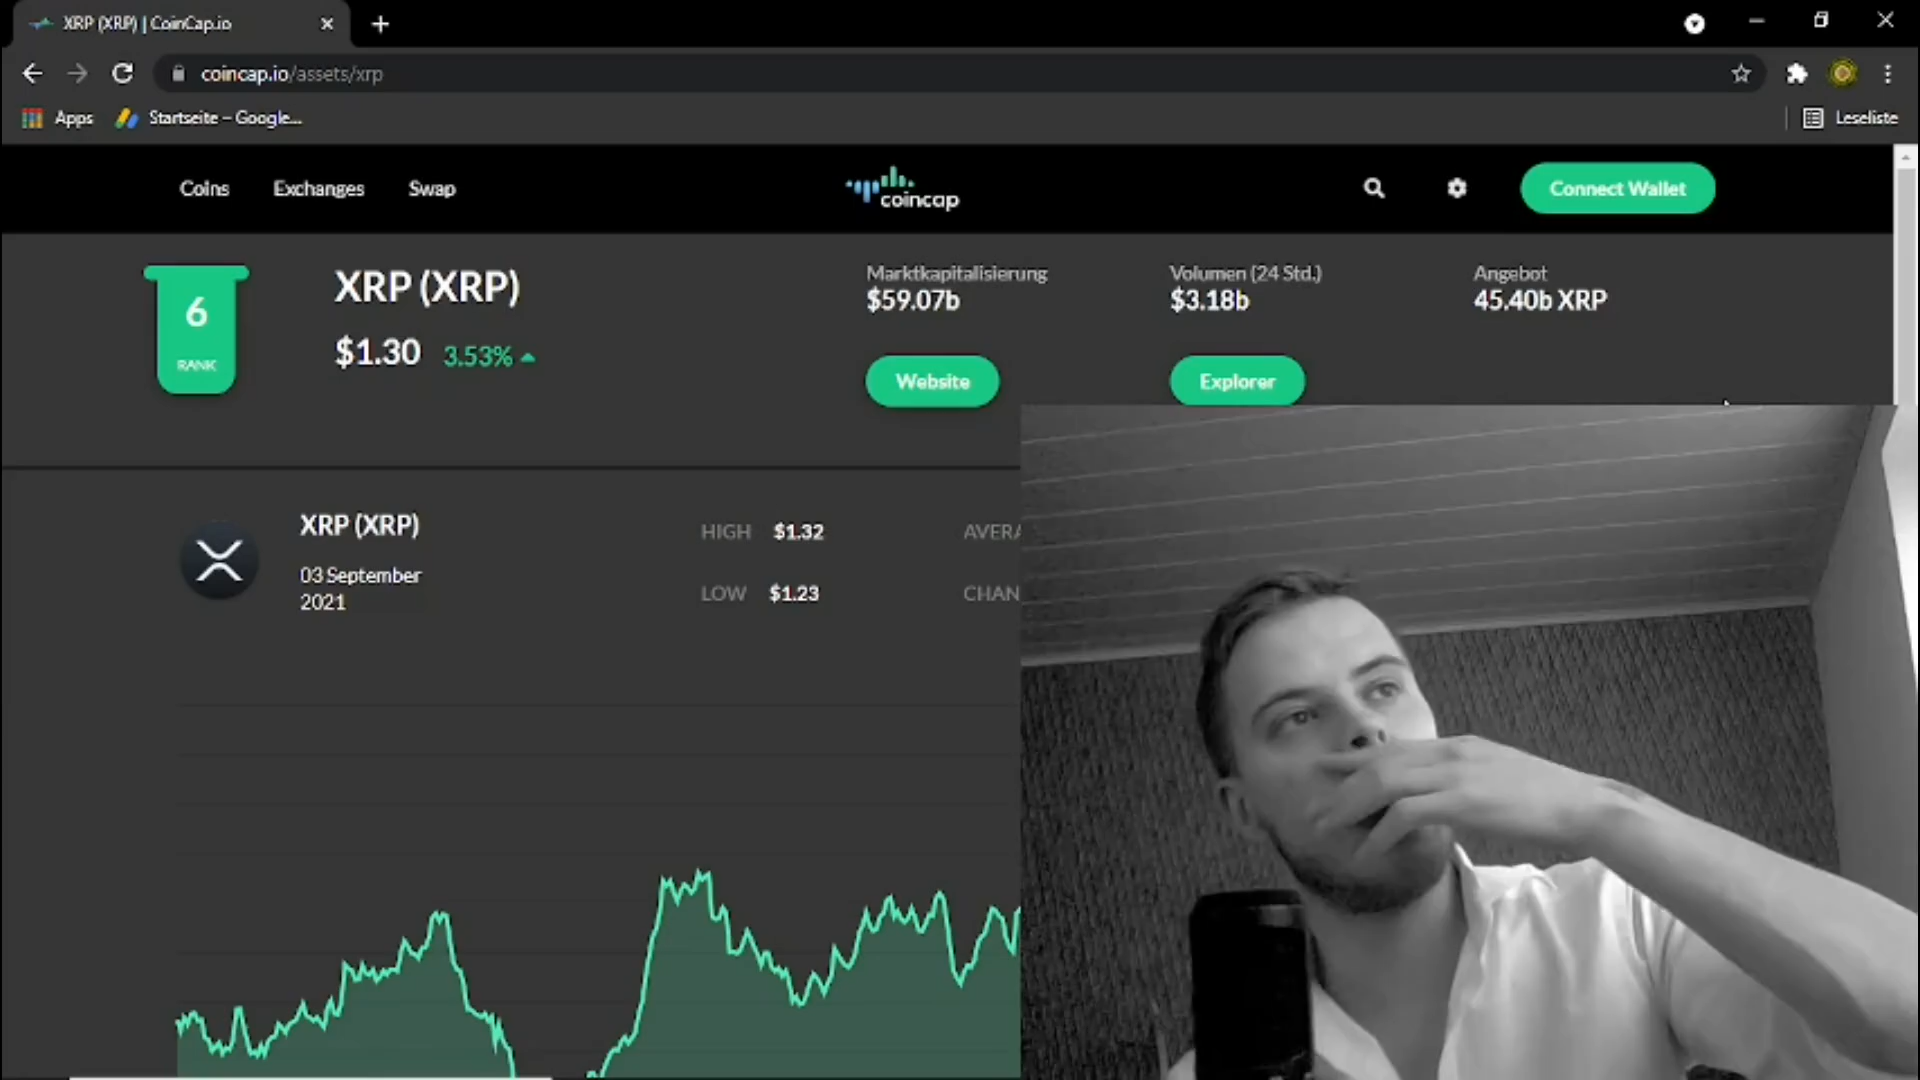 XRP (XRP) | CoinCap.io
coincap.io/assets/xrp
Apps
Startseite – Google...
Leseliste
Coins
Exchanges
Swap
coincap
Connect Wallet
6
RANK
XRP (XRP)
$1.30 3.53%
Marktkapitalisierung
$59.07b
Volumen (24 Std.)
$3.18b
Angebot
45.40b XRP
Website
Explorer
XRP (XRP)
03 September
2021
HIGH $1.32
LOW $1.23
AVERA
CHAN